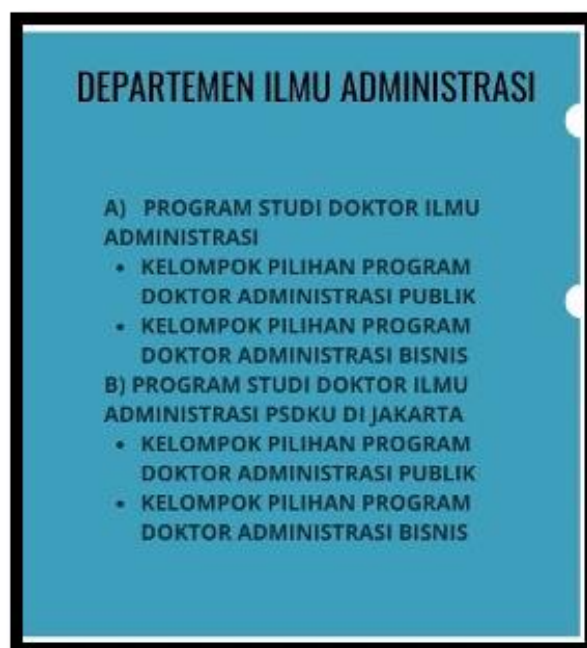 DEPARTEMEN ILMU ADMINISTRASI
A) PROGRAM STUDI DOKTOR ILMU
ADMINISTRASI
• KELOMPOK PILIHAN PROGRAM
DOKTOR ADMINISTRASI PUBLIK
• KELOMPOK PILIHAN PROGRAM
DOKTOR ADMINISTRASI BISNIS
B) PROGRAM STUDI DOKTOR ILMU
ADMINISTRASI PSDKU DI JAKARTA
• KELOMPOK PILIHAN PROGRAM
DOKTOR ADMINISTRASI PUBLIK
• KELOMPOK PILIHAN PROGRAM
DOKTOR ADMINISTRASI BISNIS